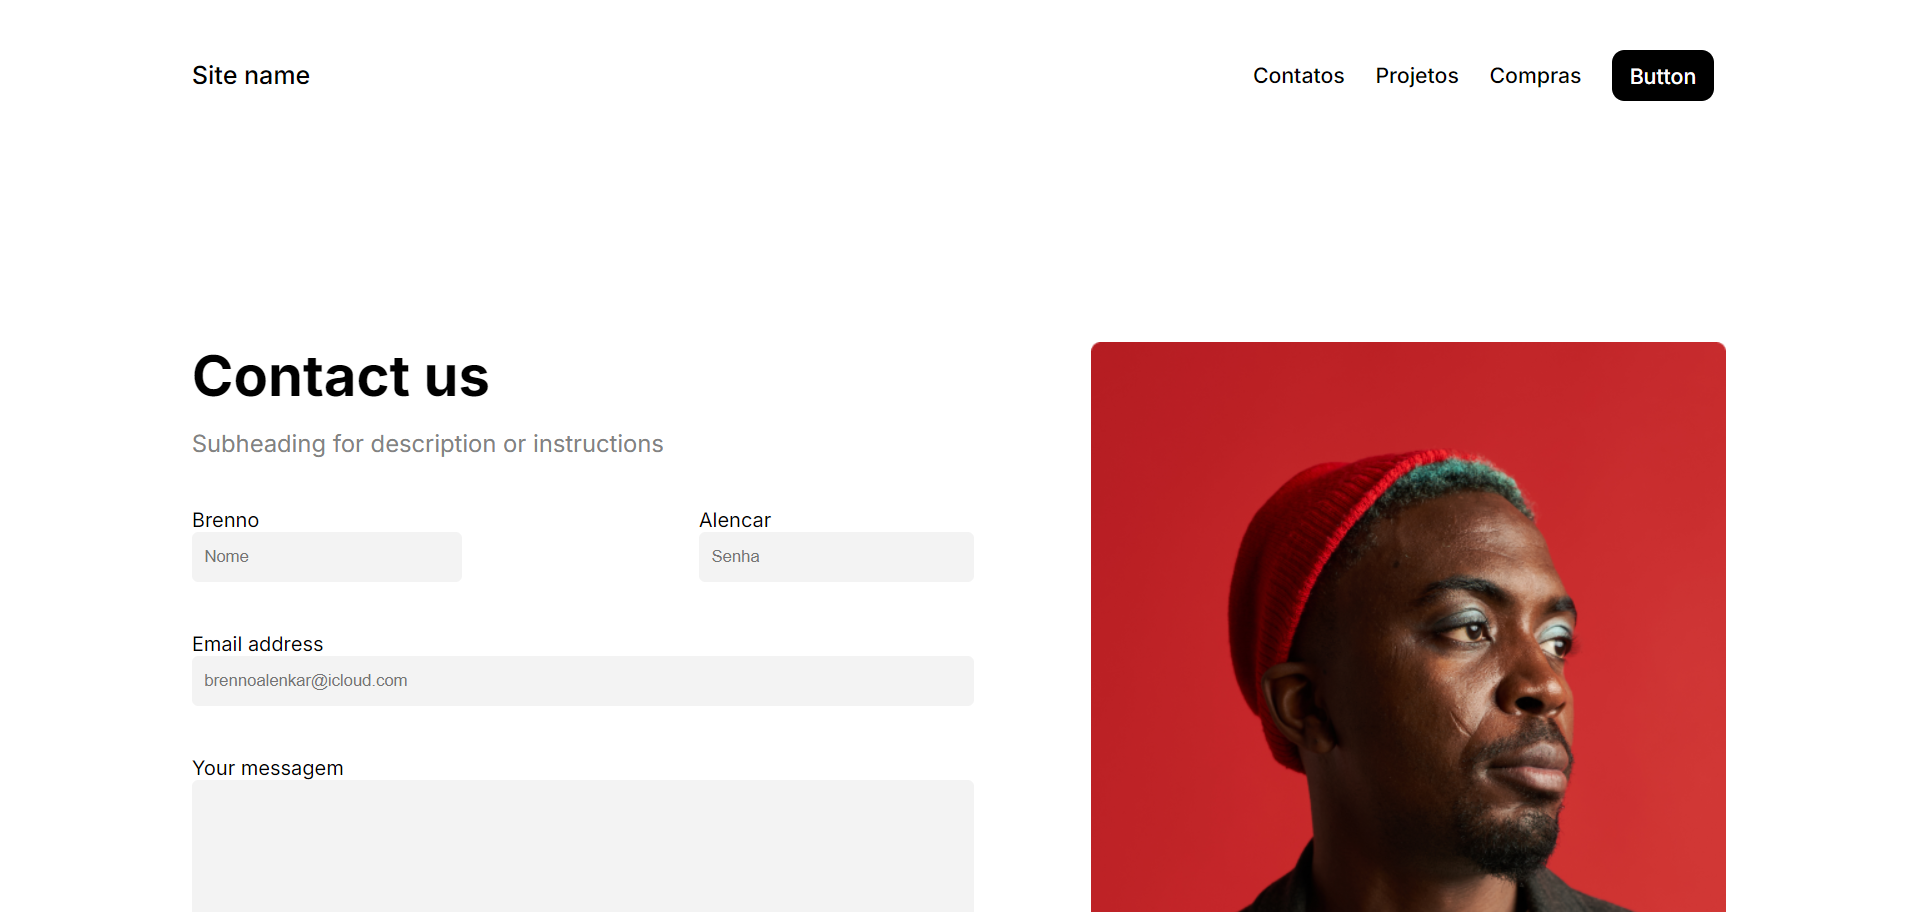 Site name
Contatos Projetos Compras Button
Contact us
Subheading for description or instructions
Brenno Alencar
Nome Senha
Email address
brennoalenkar@icloud.com
Your messagem